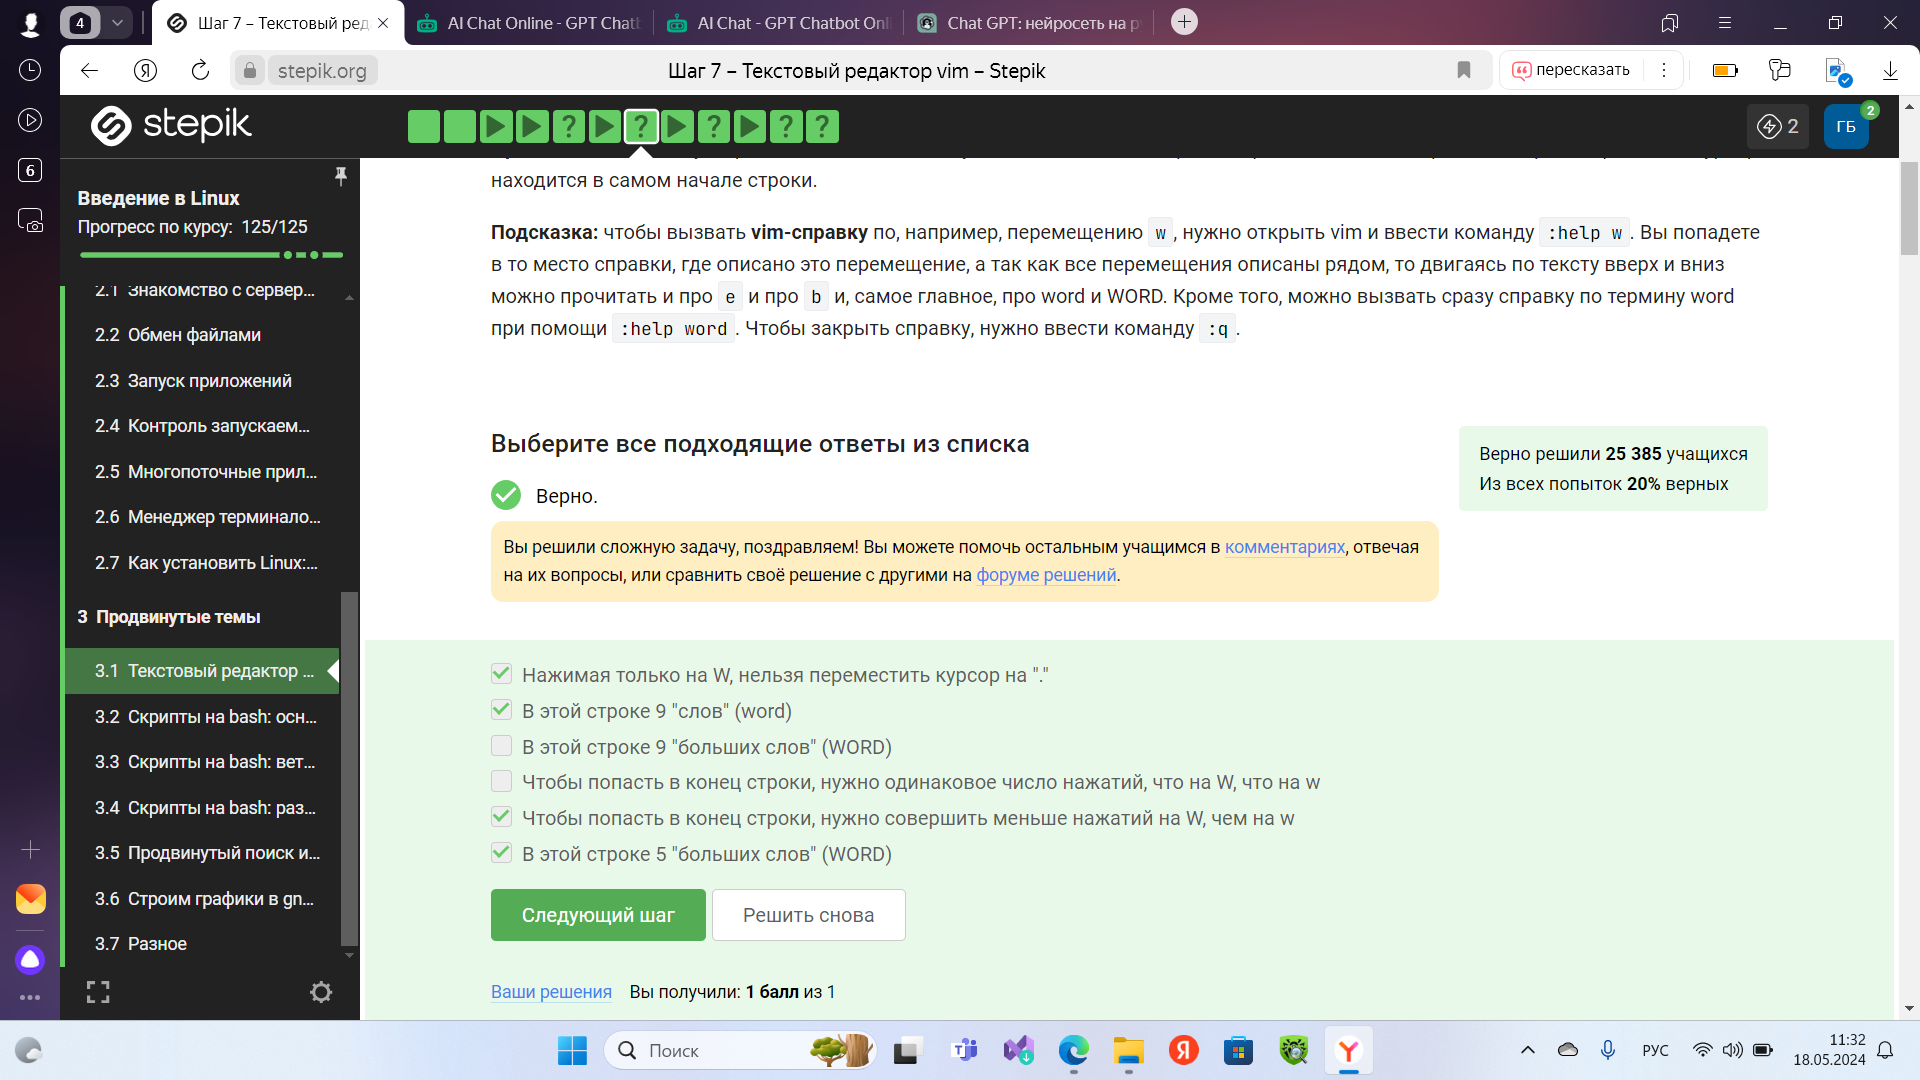 4
Шаг 7 – Текстовый ред
AI Chat Online - GPT Chatb
AI Chat - GPT Chatbot Onl
Chat GPT: нейросеть на р
stepik.org
Шаг 7 – Текстовый редактор vim – Stepik
пересказать
6
stepik
2
ГБ
2
Введение в Linux
Прогресс по курсу: 125/125
2.1 Знакомство с сервер...
2.2 Обмен файлами
2.3 Запуск приложений
2.4 Контроль запускаем...
2.5 Многопоточные прил...
2.6 Менеджер терминало...
2.7 Как установить Linux:...
3 Продвинутые темы
3.1 Текстовый редактор ...
3.2 Скрипты на bash: осн...
3.3 Скрипты на bash: вет...
3.4 Скрипты на bash: раз...
3.5 Продвинутый поиск и...
3.6 Строим графики в gn...
3.7 Разное
находится в самом начале строки.
Подсказка: чтобы вызвать vim-справку по, например, перемещению w, нужно открыть vim и ввести команду :help w. Вы попадете
в то место справки, где описано это перемещение, а так как все перемещения описаны рядом, то двигаясь по тексту вверх и вниз
можно прочитать и про e и про b и, самое главное, про word и WORD. Кроме того, можно вызвать сразу справку по термину word
при помощи :help word. Чтобы закрыть справку, нужно ввести команду :q.
Выберите все подходящие ответы из списка
Верно.
Верно решили 25 385 учащихся
Из всех попыток 20% верных
Вы решили сложную задачу, поздравляем! Вы можете помочь остальным учащимся в комментариях, отвечая
на их вопросы, или сравнить своё решение с другими на форуме решений.
Нажимая только на W, нельзя переместить курсор на "."
В этой строке 9 "слов" (word)
В этой строке 9 "больших слов" (WORD)
Чтобы попасть в конец строки, нужно одинаковое число нажатий, что на W, что на w
Чтобы попасть в конец строки, нужно совершить меньше нажатий на W, чем на w
В этой строке 5 "больших слов" (WORD)
Следующий шаг
Решить снова
Ваши решения Вы получили: 1 балл из 1
Поиск
РУС
11:32
18.05.2024